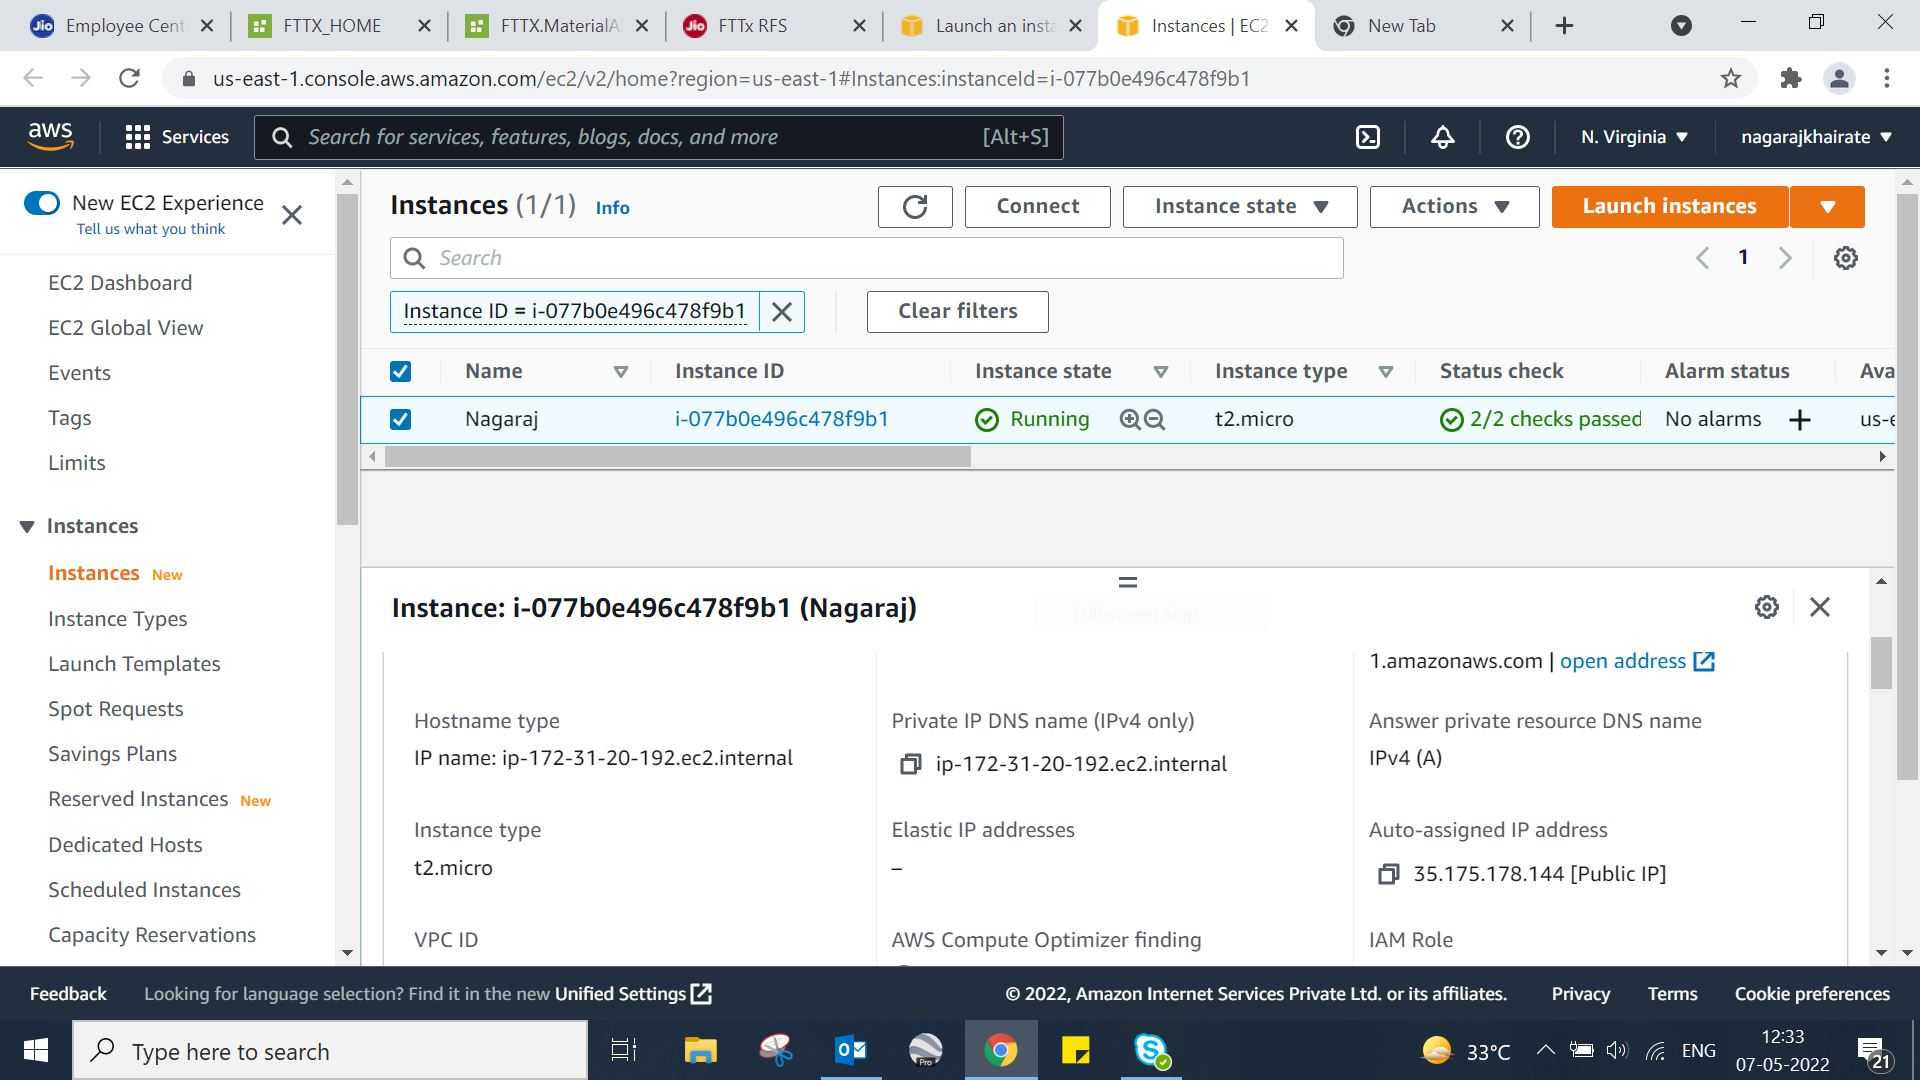 Jio Employee Cent
FTTX_HOME
FTTX.MaterialA
Jio FTTx RFS
Launch an insta
Instances | EC2
New Tab
us-east-1.console.aws.amazon.com/ec2/v2/home?region=us-east-1#Instances:instanceId=i-077b0e496c478f9b1
aws
Services
Search for services, features, blogs, docs, and more [Alt+S]
N. Virginia
nagarajkhairate
New EC2 Experience
Tell us what you think
EC2 Dashboard
EC2 Global View
Events
Tags
Limits
Instances
Instances New
Instance Types
Launch Templates
Spot Requests
Savings Plans
Reserved Instances New
Dedicated Hosts
Scheduled Instances
Capacity Reservations
Instances (1/1) Info
Connect
Instance state
Actions
Launch instances
Search
1
Instance ID = i-077b0e496c478f9b1
Clear filters
Name Instance ID Instance state Instance type Status check Alarm status Ava
Nagaraj i-077b0e496c478f9b1 Running t2.micro 2/2 checks passed No alarms us-e
Instance: i-077b0e496c478f9b1 (Nagaraj)
Full-screen Snip
1.amazonaws.com | open address
Hostname type
IP name: ip-172-31-20-192.ec2.internal
Private IP DNS name (IPv4 only)
ip-172-31-20-192.ec2.internal
Answer private resource DNS name
IPv4 (A)
Instance type
t2.micro
Elastic IP addresses
–
Auto-assigned IP address
35.175.178.144 [Public IP]
VPC ID
AWS Compute Optimizer finding
IAM Role
Feedback
Looking for language selection? Find it in the new Unified Settings
© 2022, Amazon Internet Services Private Ltd. or its affiliates.
Privacy
Terms
Cookie preferences
Type here to search
Pro
33°C
ENG
12:33
07-05-2022
21